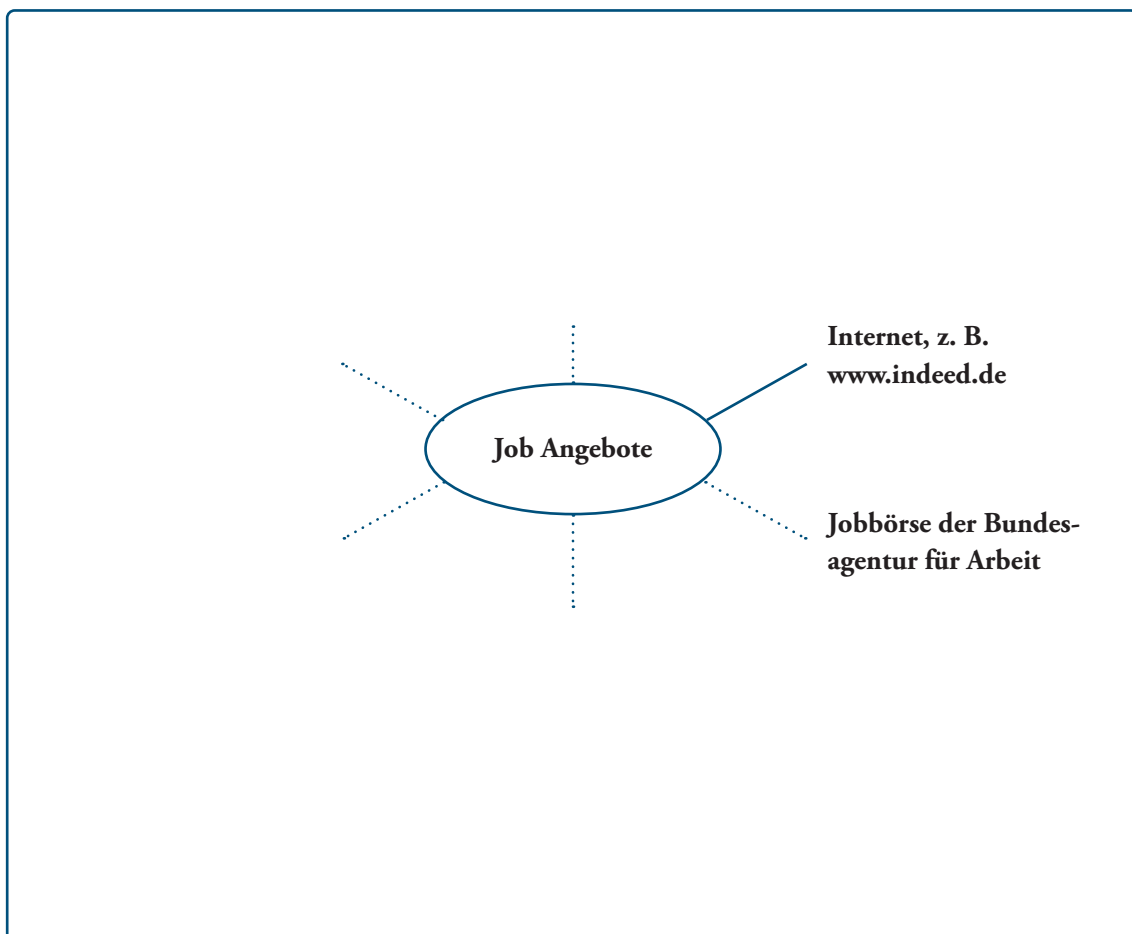 Internet, z. B.
www.indeed.de
Job Angebote
Jobbörse der Bundes-
agentur für Arbeit